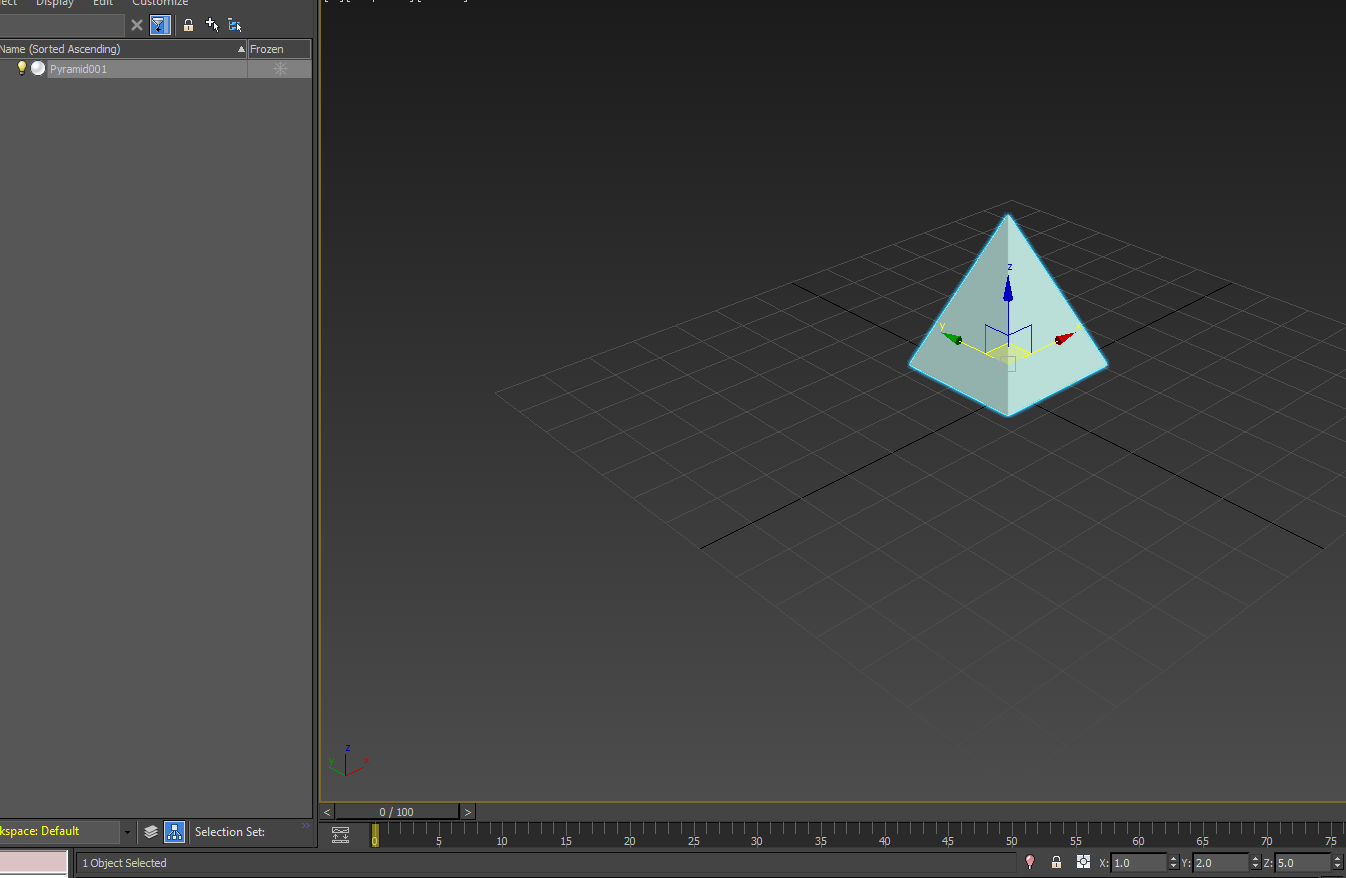 Display Edit Customize
Name (Sorted Ascending) Frozen
Pyramid001
z
y
x
z
y
x
< 0 / 100 >
kspace: Default Selection Set:
0 5 10 15 20 25 30 35 40 45 50 55 60 65 70 75
1 Object Selected X: 1.0 Y: 2.0 Z: 5.0